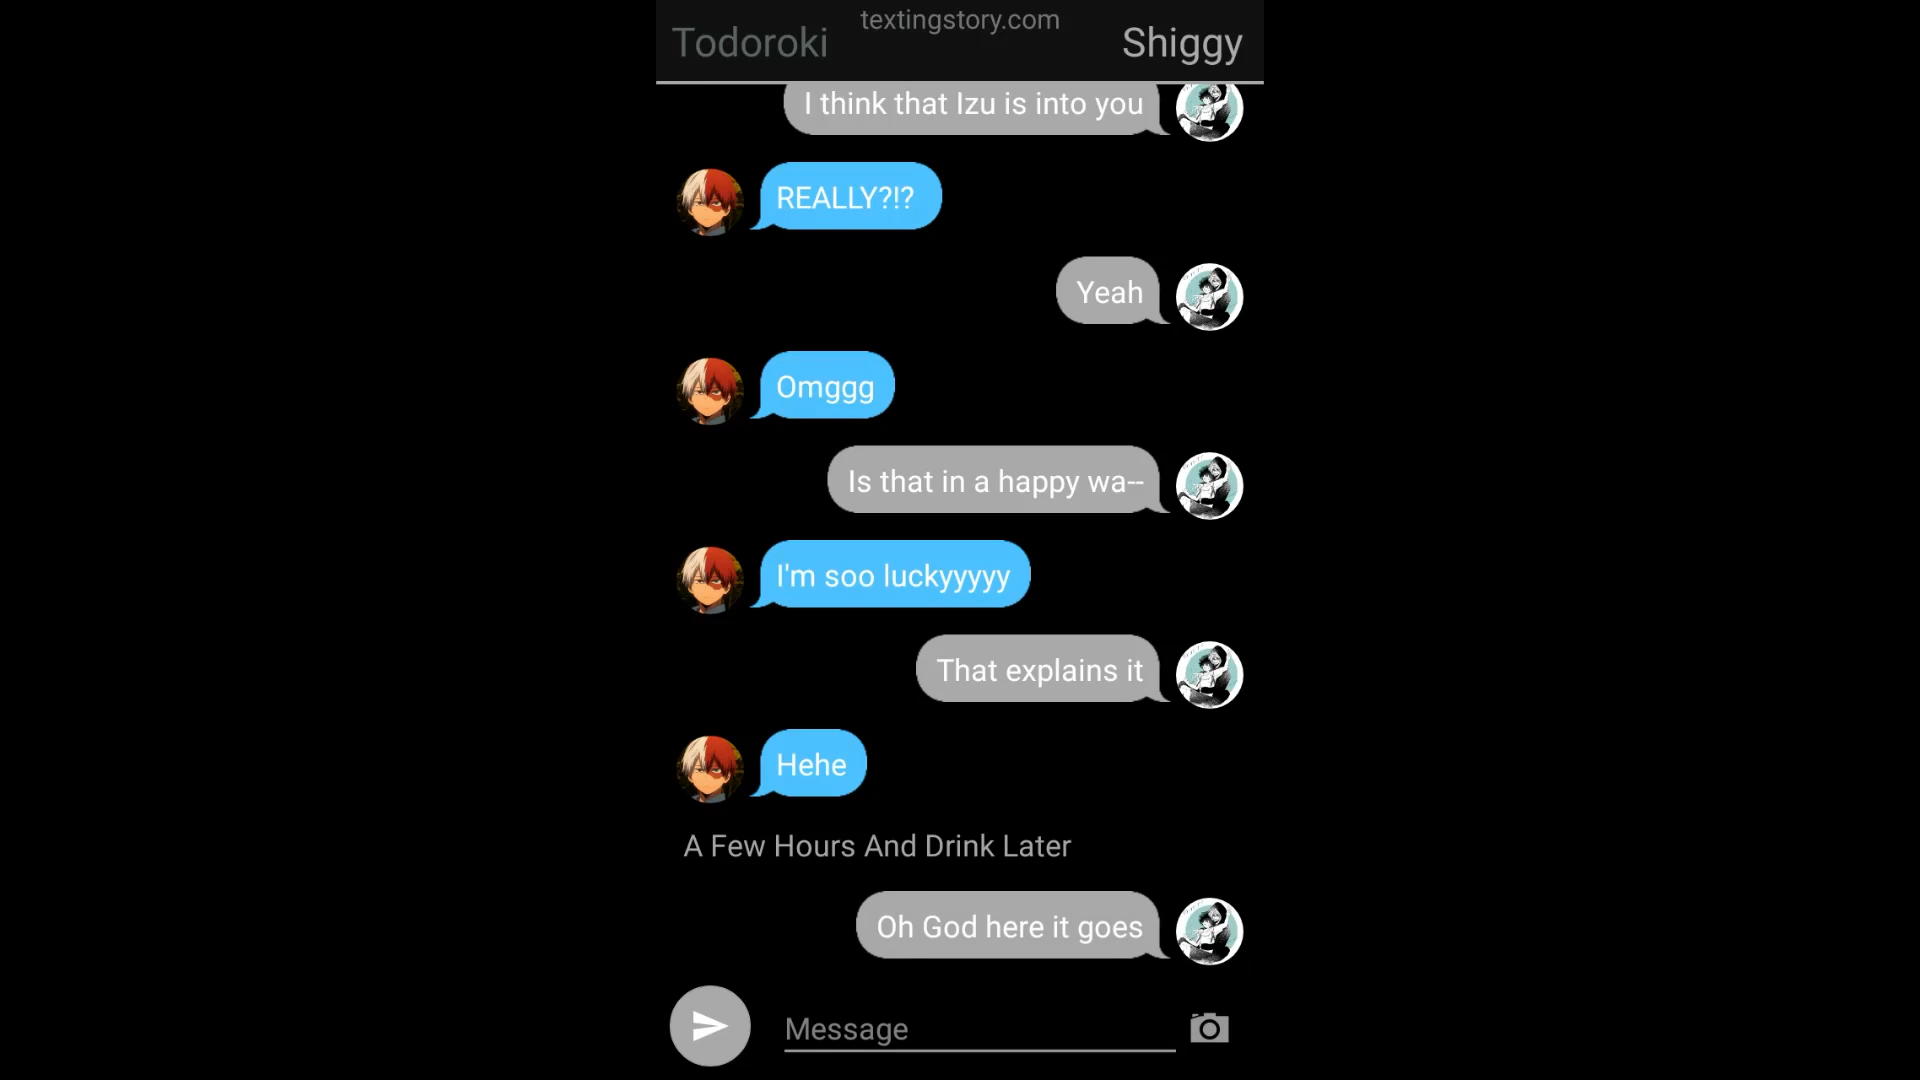 textingstory.com
Todoroki
Shiggy
I think that Izu is into you
REALLY?!?
Yeah
Omggg
Is that in a happy wa--
I'm soo luckyyyyy
That explains it
Hehe
A Few Hours And Drink Later
Oh God here it goes
Message